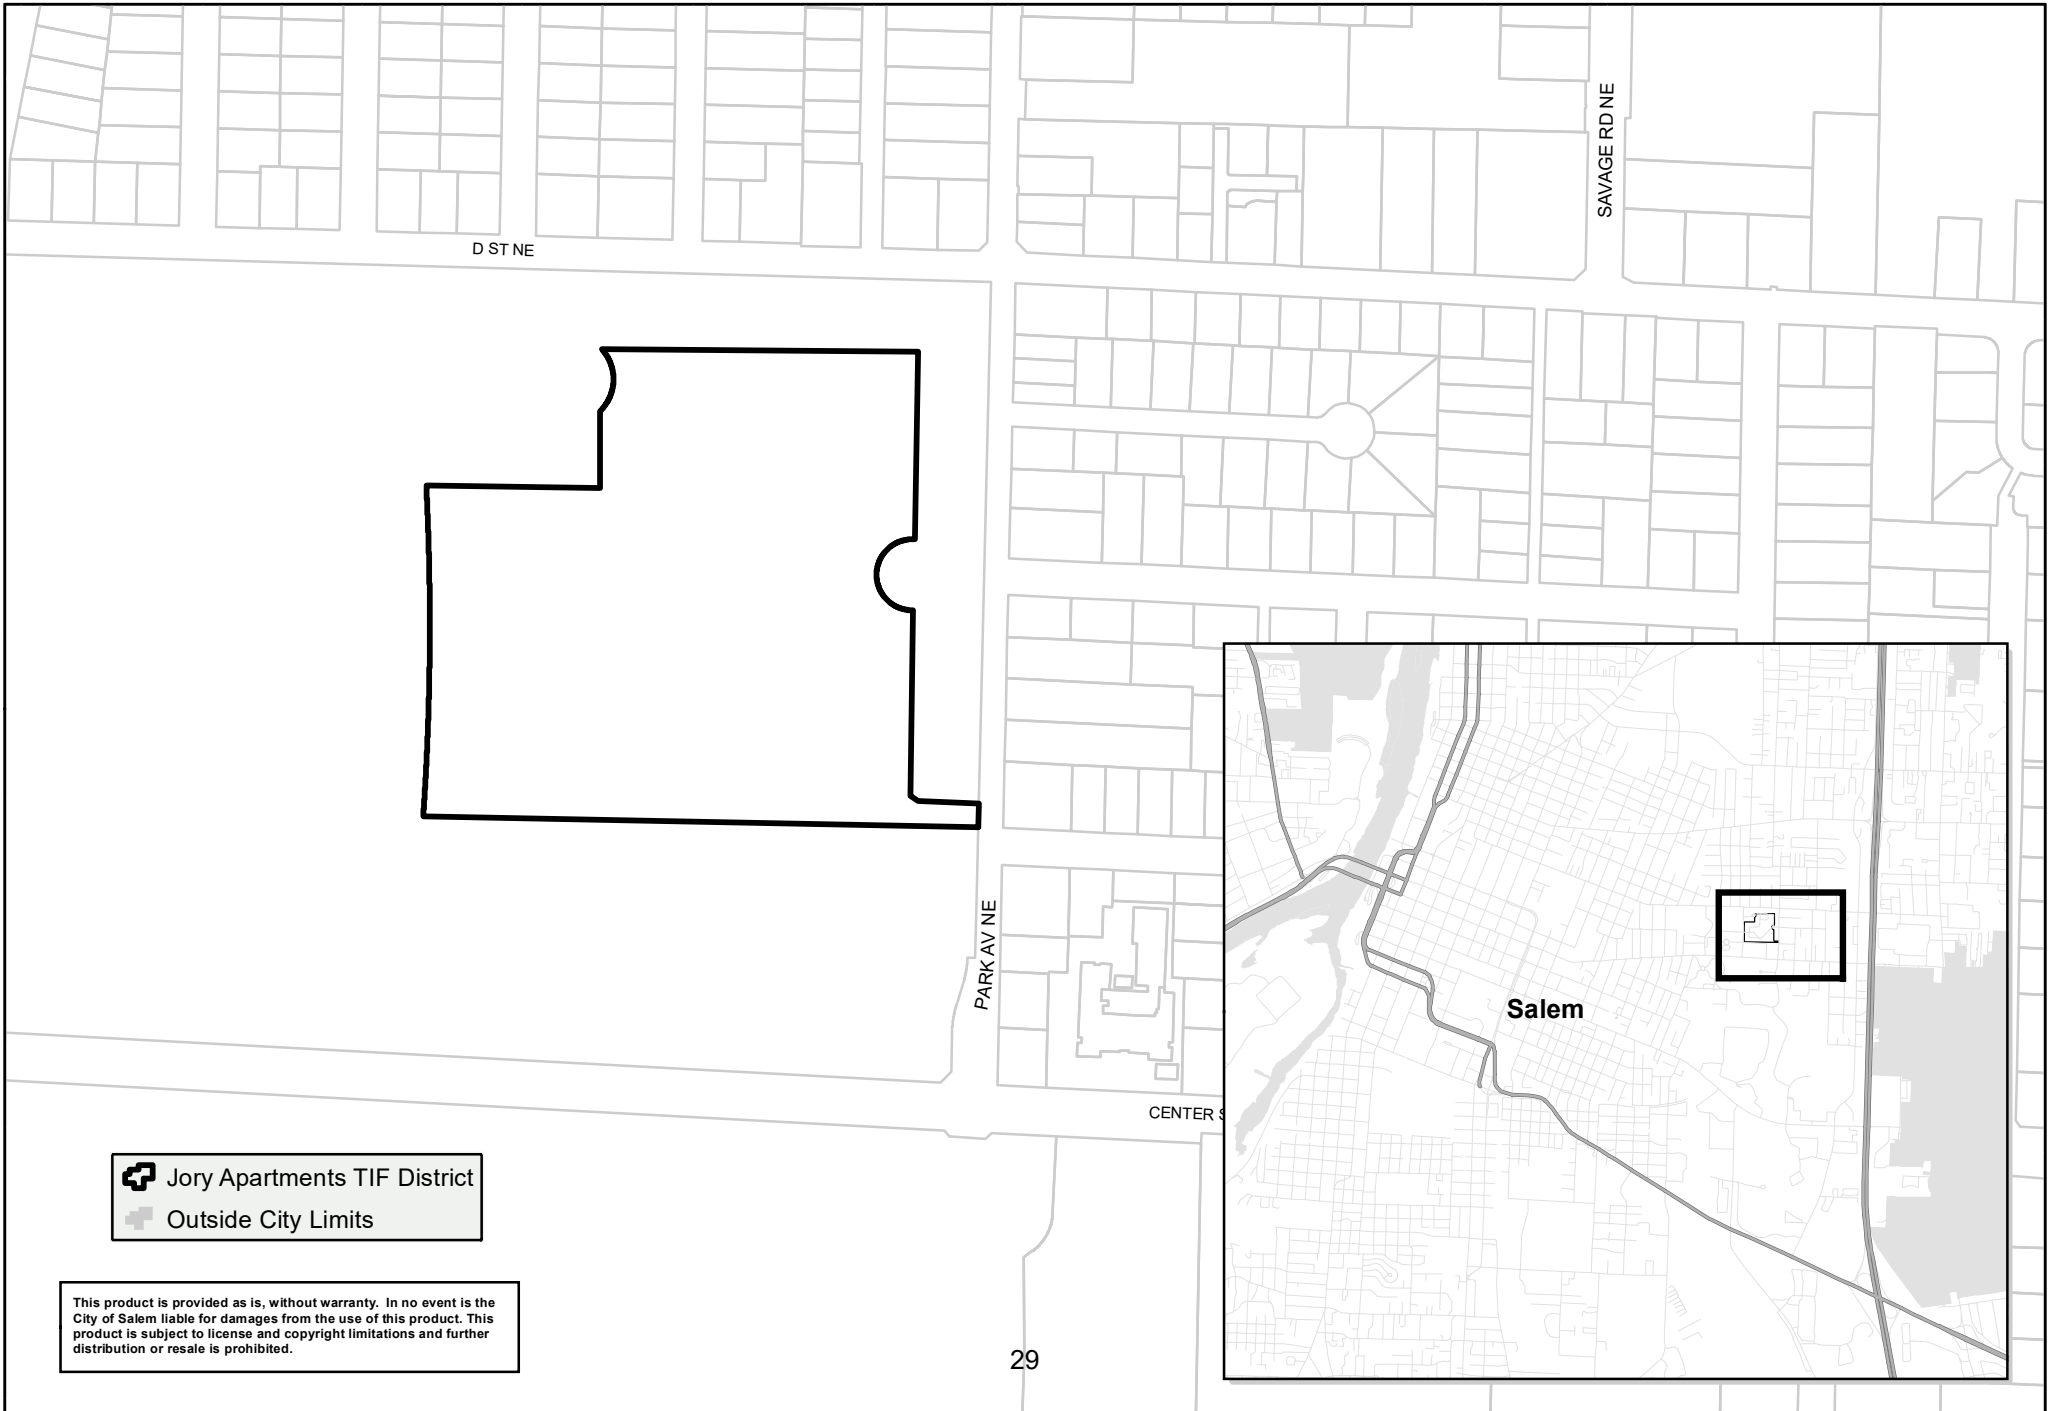 SAVAGE RD NE
D ST NE
PARK AV NE
Salem
CENTER S
Jory Apartments TIF District
Outside City Limits
This product is provided as is, without warranty. In no event is the
City of Salem liable for damages from the use of this product. This
product is subject to license and copyright limitations and further
distribution or resale is prohibited.
29